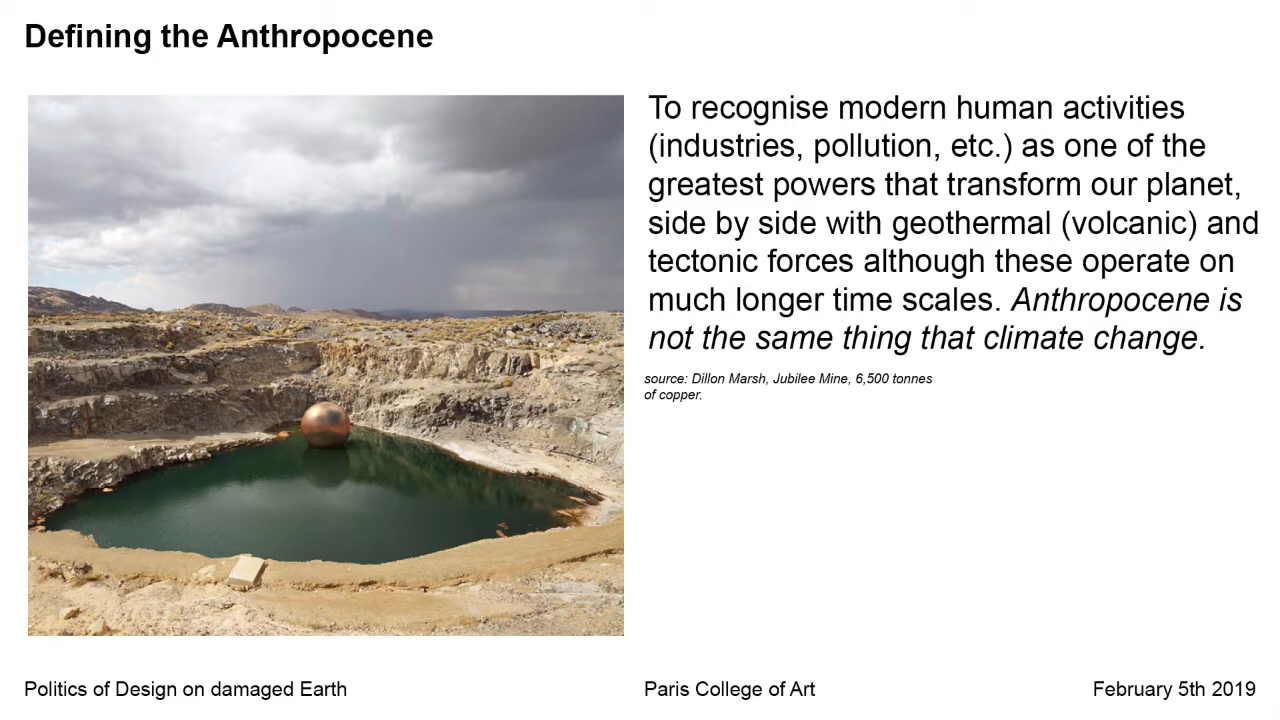 Defining the Anthropocene
To recognise modern human activities
(industries, pollution, etc.) as one of the
greatest powers that transform our planet,
side by side with geothermal (volcanic) and
tectonic forces although these operate on
much longer time scales. Anthropocene is
not the same thing that climate change.
source: Dillon Marsh, Jubilee Mine, 6,500 tonnes
of copper.
Politics of Design on damaged Earth
Paris College of Art
February 5th 2019